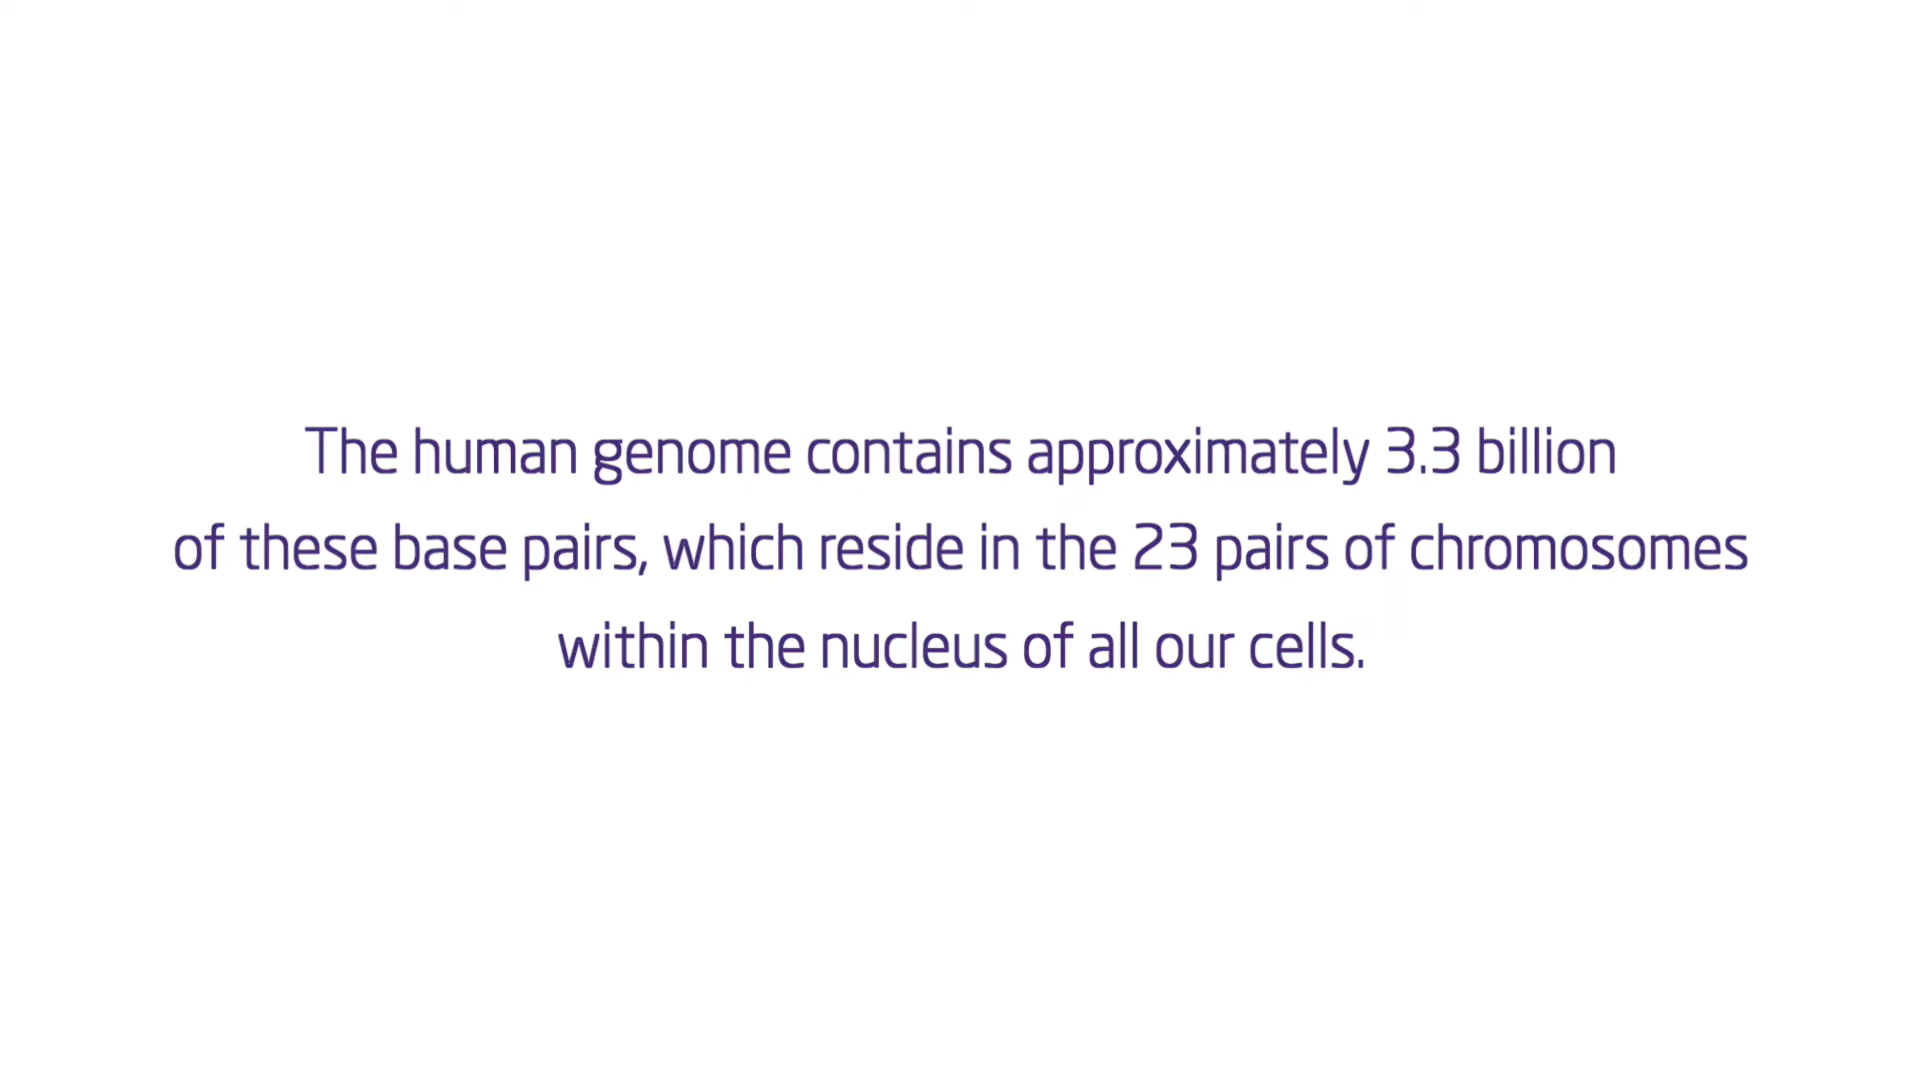 The human genome contains approximately 3.3 billion
of these base pairs, which reside in the 23 pairs of chromosomes
within the nucleus of all our cells.